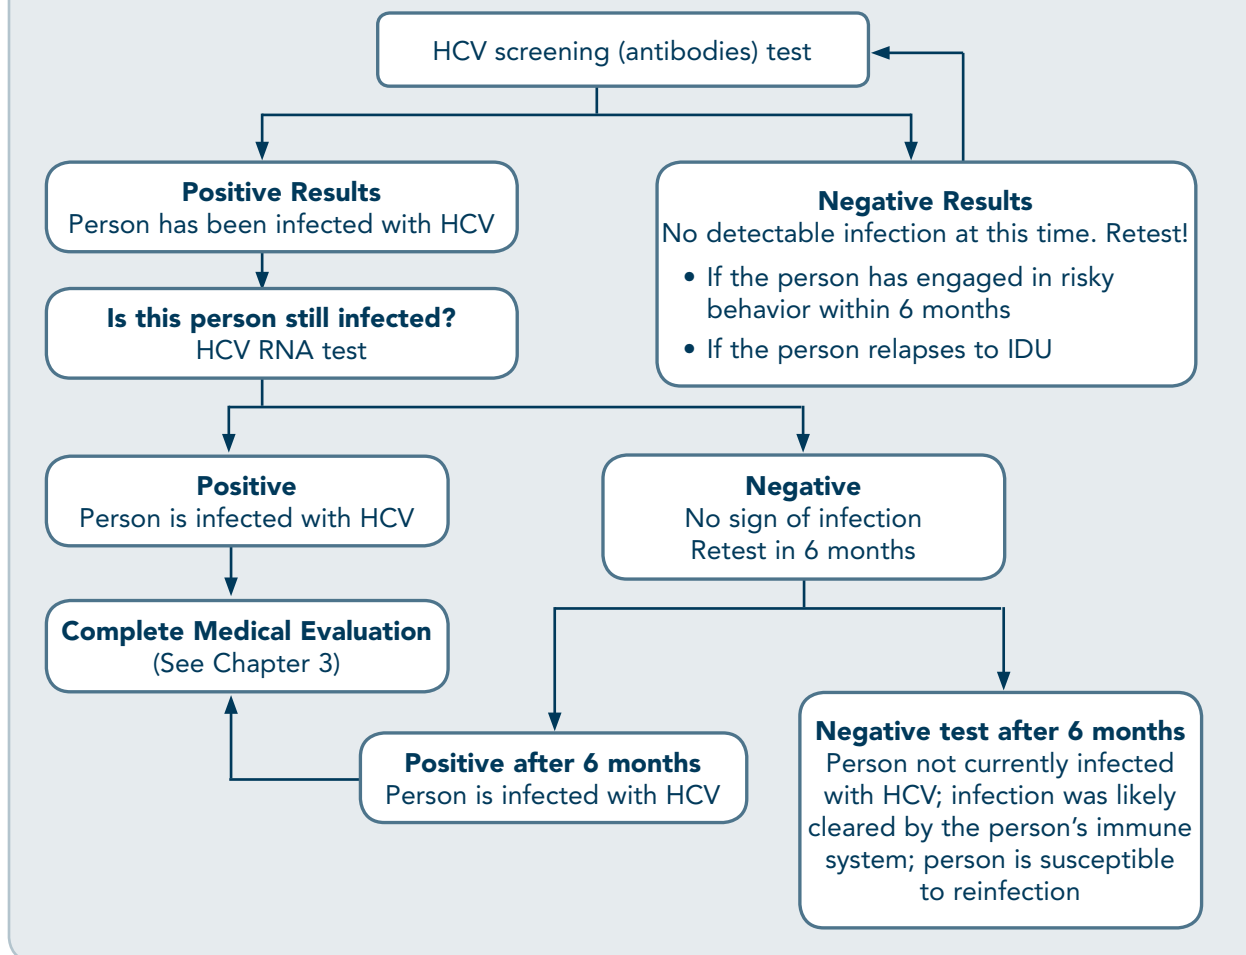 HCV screening (antibodies) test
Positive Results
Person has been infected with HCV
Negative Results
No detectable infection at this time. Retest!
• If the person has engaged in risky
behavior within 6 months
• If the person relapses to IDU
Is this person still infected?
HCV RNA test
Positive
Person is infected with HCV
Negative
No sign of infection
Retest in 6 months
Complete Medical Evaluation
(See Chapter 3)
Positive after 6 months
Person is infected with HCV
Negative test after 6 months
Person not currently infected
with HCV; infection was likely
cleared by the person’s immune
system; person is susceptible
to reinfection